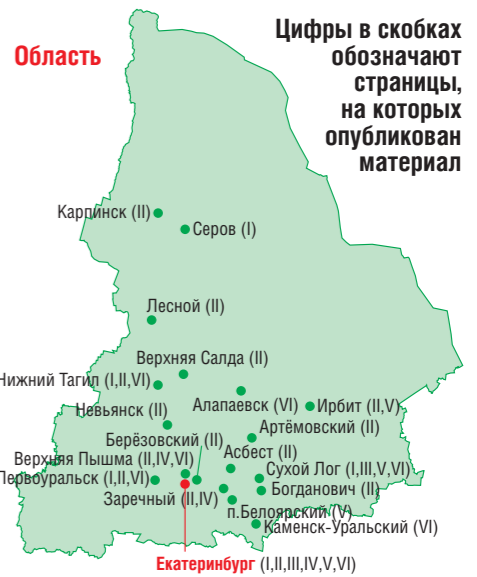 Цифры в скобках
обозначают
страницы,
на которых
опубликован
материал
Область
Карпинск (II)
Серов (I)
Лесной (II)
Верхняя Салда (II)
Нижний Тагил (I,II,VI)
Алапаевск (VI)
Ирбит (II,V)
Невьянск (II)
Артёмовский (II)
Берёзовский (II)
Асбест (II)
Верхняя Пышма (II,IV,VI)
Сухой Лог (I,III,V,VI)
Первоуральск (I,II,VI)
Богданович (II)
Заречный (II,IV)
п.Белоярский (V)
Каменск-Уральский (VI)
Екатеринбург (I,II,III,IV,V,VI)